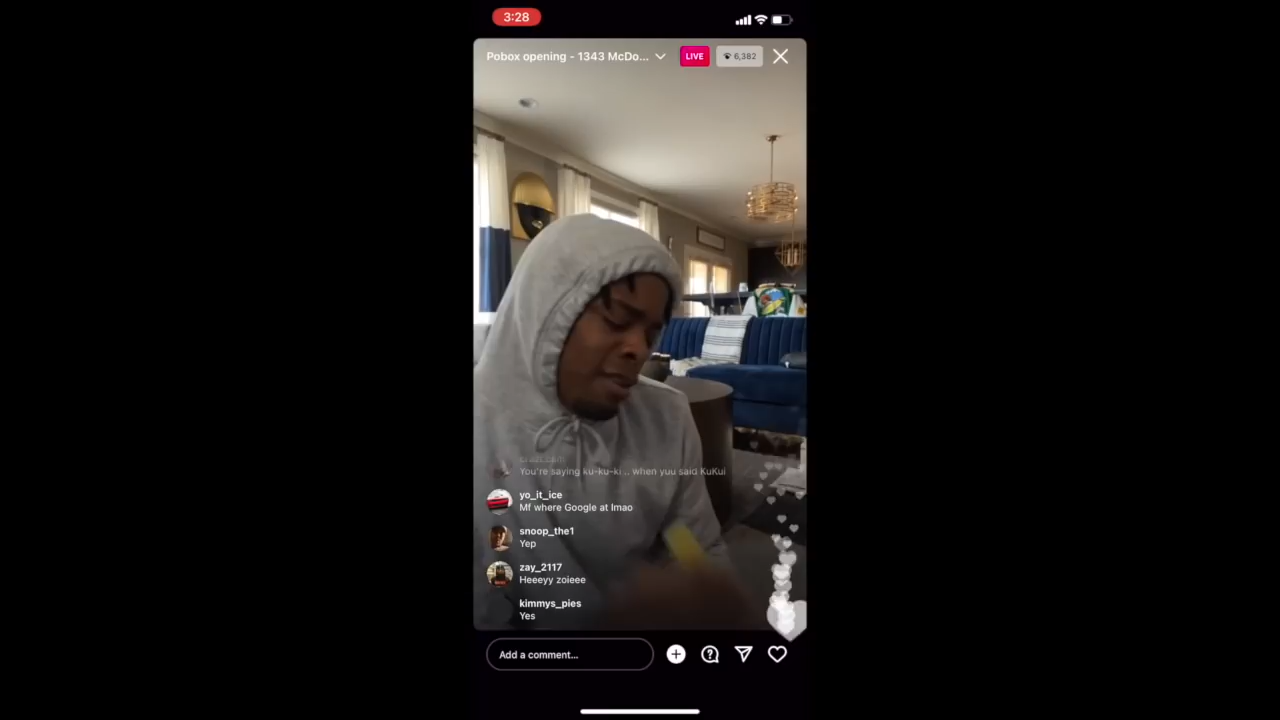 3:28
Pobox opening - 1343 McDo...
LIVE
6,382
You're saying ku-ku-ki .. when yuu said KuKui
yo_it_ice
Mf where Google at lmao
snoop_the1
Yep
zay_2117
Heeeyy zoieee
kimmys_pies
Yes
Add a comment...